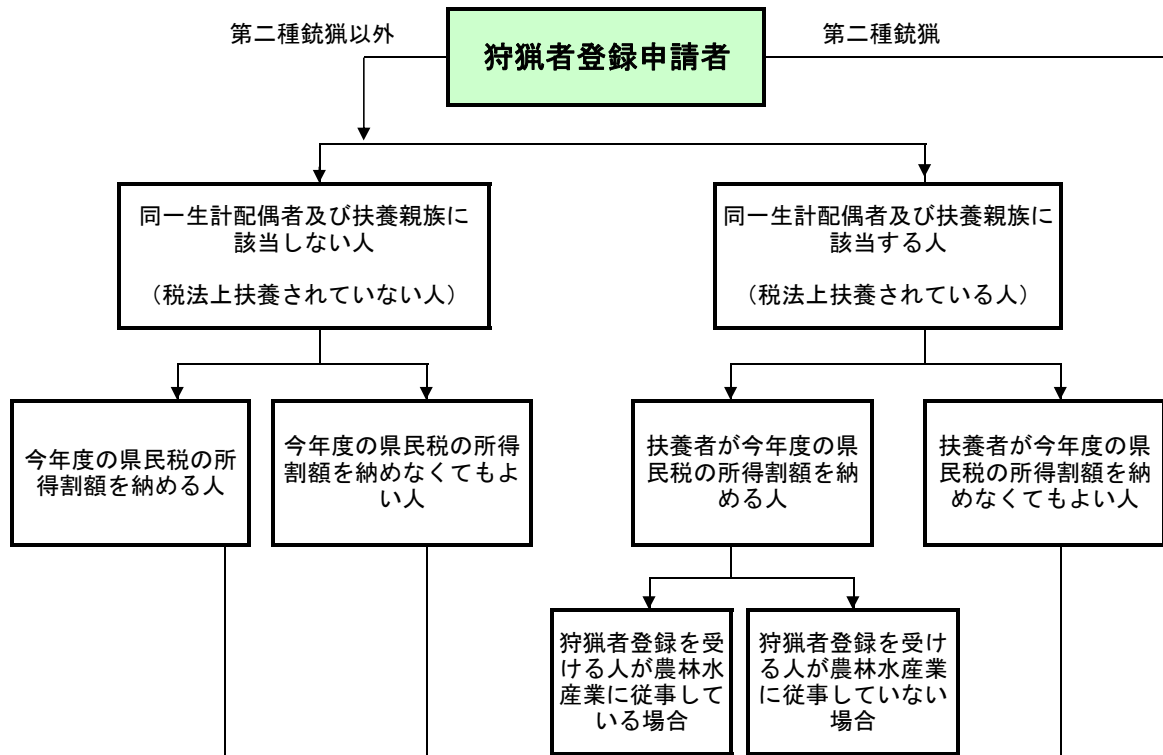 第二種銃猟以外
狩猟者登録申請者
第二種銃猟
同一生計配偶者及び扶養親族に
該当しない人
（税法上扶養されていない人）
同一生計配偶者及び扶養親族に
該当する人
（税法上扶養されている人）
今年度の県民税の所
得割額を納める人
今年度の県民税の所得
割額を納めなくてもよ
い人
扶養者が今年度の県
民税の所得割額を納
める人
扶養者が今年度の県
民税の所得割額を納
めなくてもよい人
狩猟者登録を受
ける人が農林水
産業に従事して
いる場合
狩猟者登録を受け
る人が農林水産業
に従事していない
場合